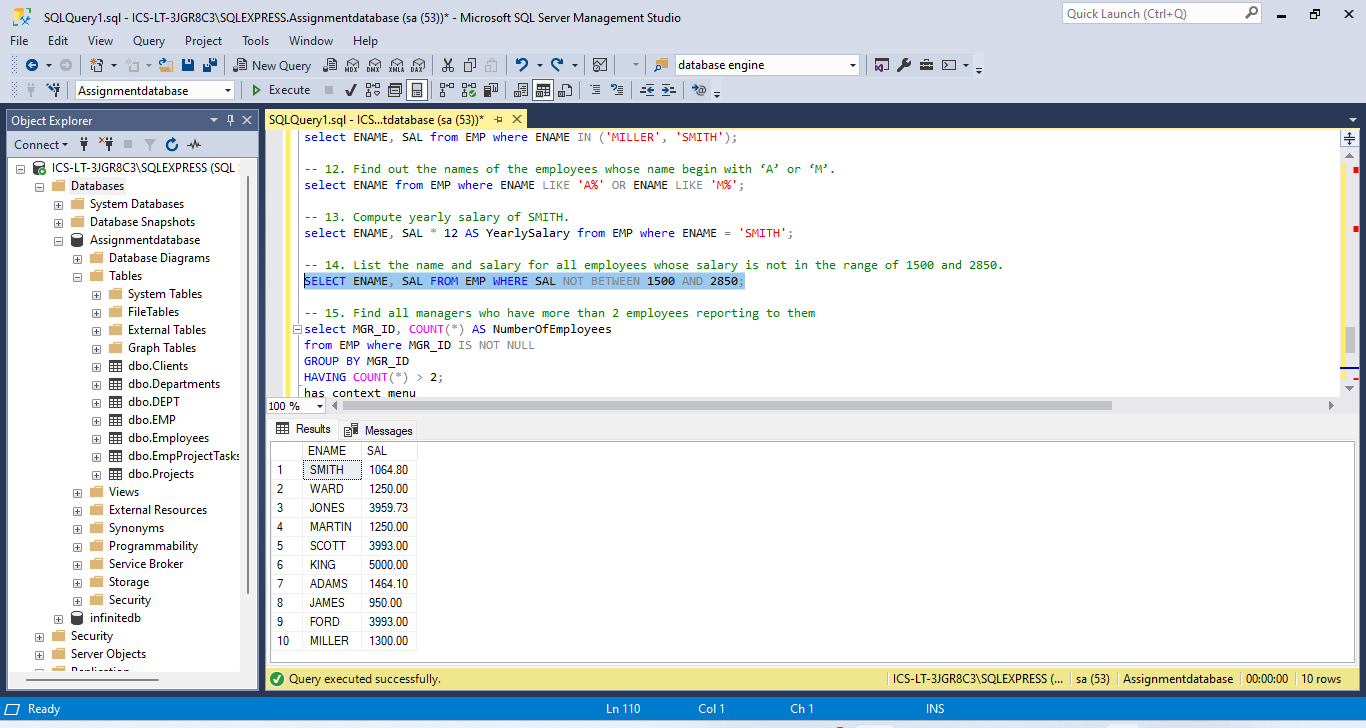 SQLQuery1.sql - ICS-LT-3JGR8C3\SQLEXPRESS.Assignmentdatabase (sa (53))* - Microsoft SQL Server Management Studio
Quick Launch (Ctrl+Q)
File Edit View Query Project Tools Window Help
New Query MDX DMX XMLA DAX database engine
Assignmentdatabase Execute
Object Explorer
Connect
ICS-LT-3JGR8C3\SQLEXPRESS (SQL
Databases
System Databases
Database Snapshots
Assignmentdatabase
Database Diagrams
Tables
System Tables
FileTables
External Tables
Graph Tables
dbo.Clients
dbo.Departments
dbo.DEPT
dbo.EMP
dbo.Employees
dbo.EmpProjectTasks
dbo.Projects
Views
External Resources
Synonyms
Programmability
Service Broker
Storage
Security
infinitedb
Security
Server Objects
Replication
SQLQuery1.sql - ICS...tdatabase (sa (53))*
select ENAME, SAL from EMP where ENAME IN ('MILLER', 'SMITH');
-- 12. Find out the names of the employees whose name begin with ‘A’ or ‘M’.
select ENAME from EMP where ENAME LIKE 'A%' OR ENAME LIKE 'M%';
-- 13. Compute yearly salary of SMITH.
select ENAME, SAL * 12 AS YearlySalary from EMP where ENAME = 'SMITH';
-- 14. List the name and salary for all employees whose salary is not in the range of 1500 and 2850.
SELECT ENAME, SAL FROM EMP WHERE SAL NOT BETWEEN 1500 AND 2850;
-- 15. Find all managers who have more than 2 employees reporting to them
select MGR_ID, COUNT(*) AS NumberOfEmployees
from EMP where MGR_ID IS NOT NULL
GROUP BY MGR_ID
HAVING COUNT(*) > 2;
has context menu
100 %
Results Messages
ENAME SAL
1 SMITH 1064.80
2 WARD 1250.00
3 JONES 3959.73
4 MARTIN 1250.00
5 SCOTT 3993.00
6 KING 5000.00
7 ADAMS 1464.10
8 JAMES 950.00
9 FORD 3993.00
10 MILLER 1300.00
Query executed successfully. ICS-LT-3JGR8C3\SQLEXPRESS (... sa (53) Assignmentdatabase 00:00:00 10 rows
Ready Ln 110 Col 1 Ch 1 INS